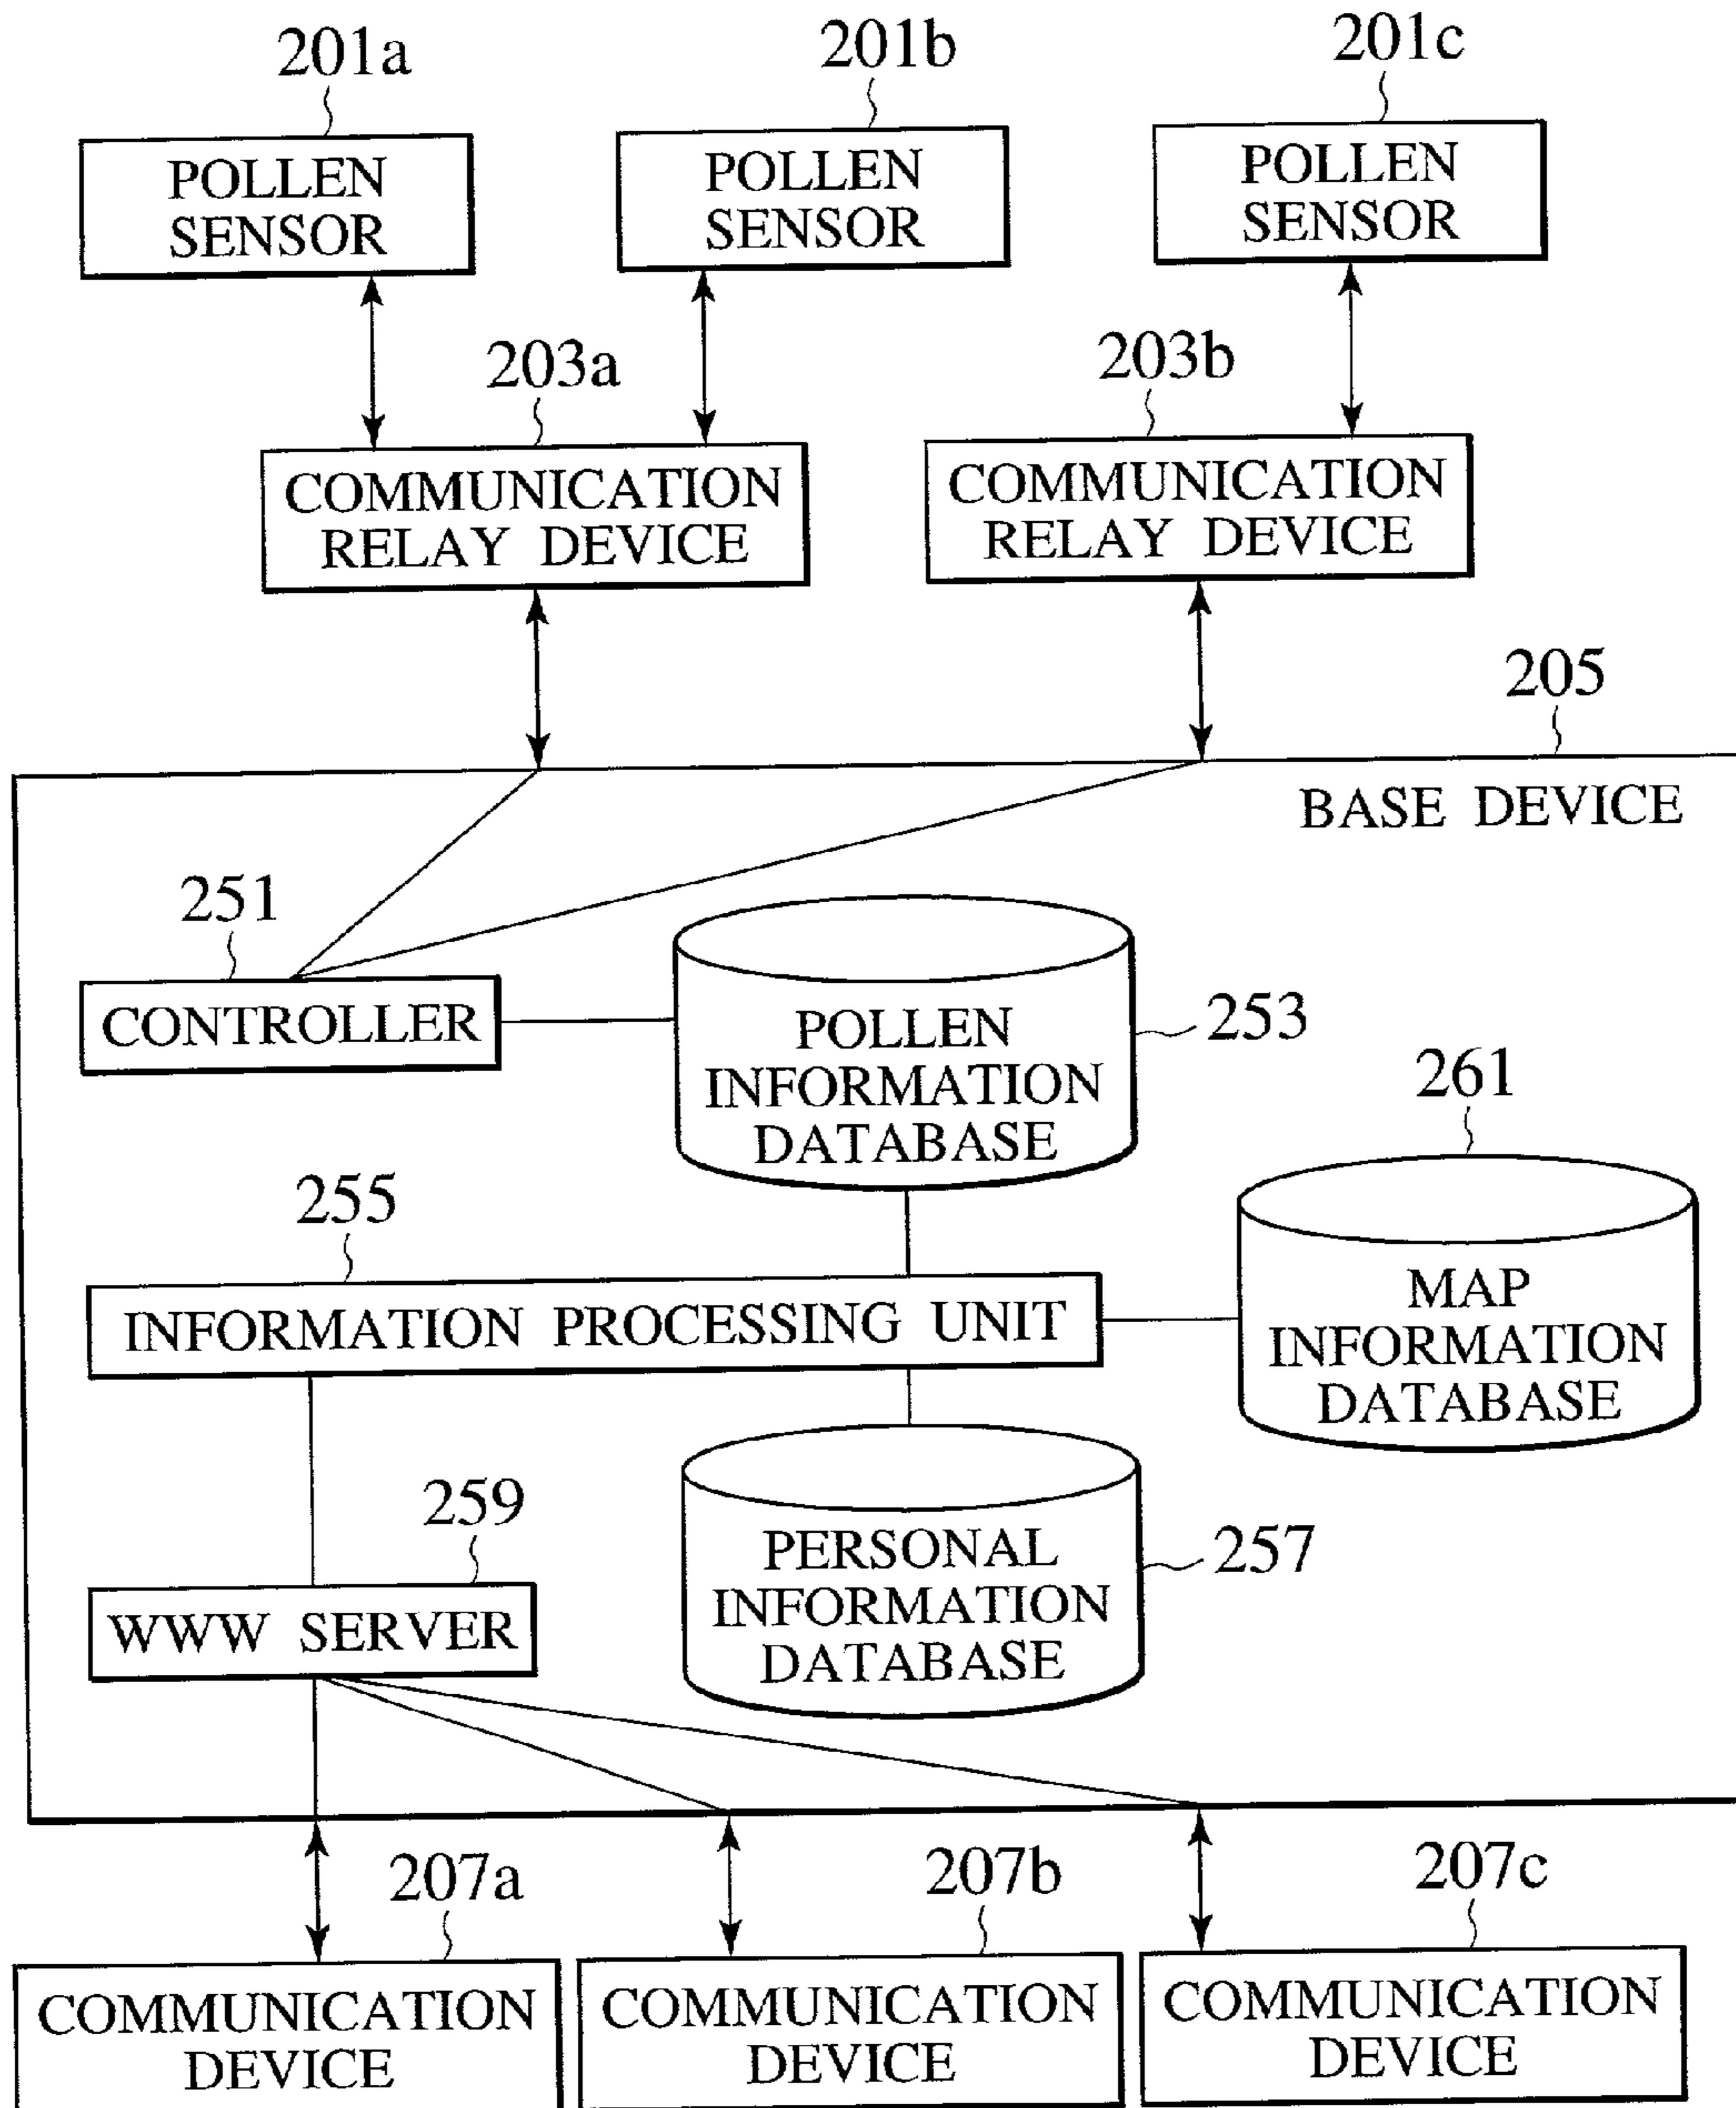 201a
201b
201c
POLLEN
SENSOR
POLLEN
SENSOR
POLLEN
SENSOR
203a
203b
COMMUNICATION
RELAY DEVICE
COMMUNICATION
RELAY DEVICE
205
BASE DEVICE
251
CONTROLLER
POLLEN
INFORMATION
DATABASE
253
261
255
INFORMATION PROCESSING UNIT
MAP
INFORMATION
DATABASE
259
WWW SERVER
PERSONAL
INFORMATION
DATABASE
257
207a
207b
207c
COMMUNICATION
DEVICE
COMMUNICATION
DEVICE
COMMUNICATION
DEVICE